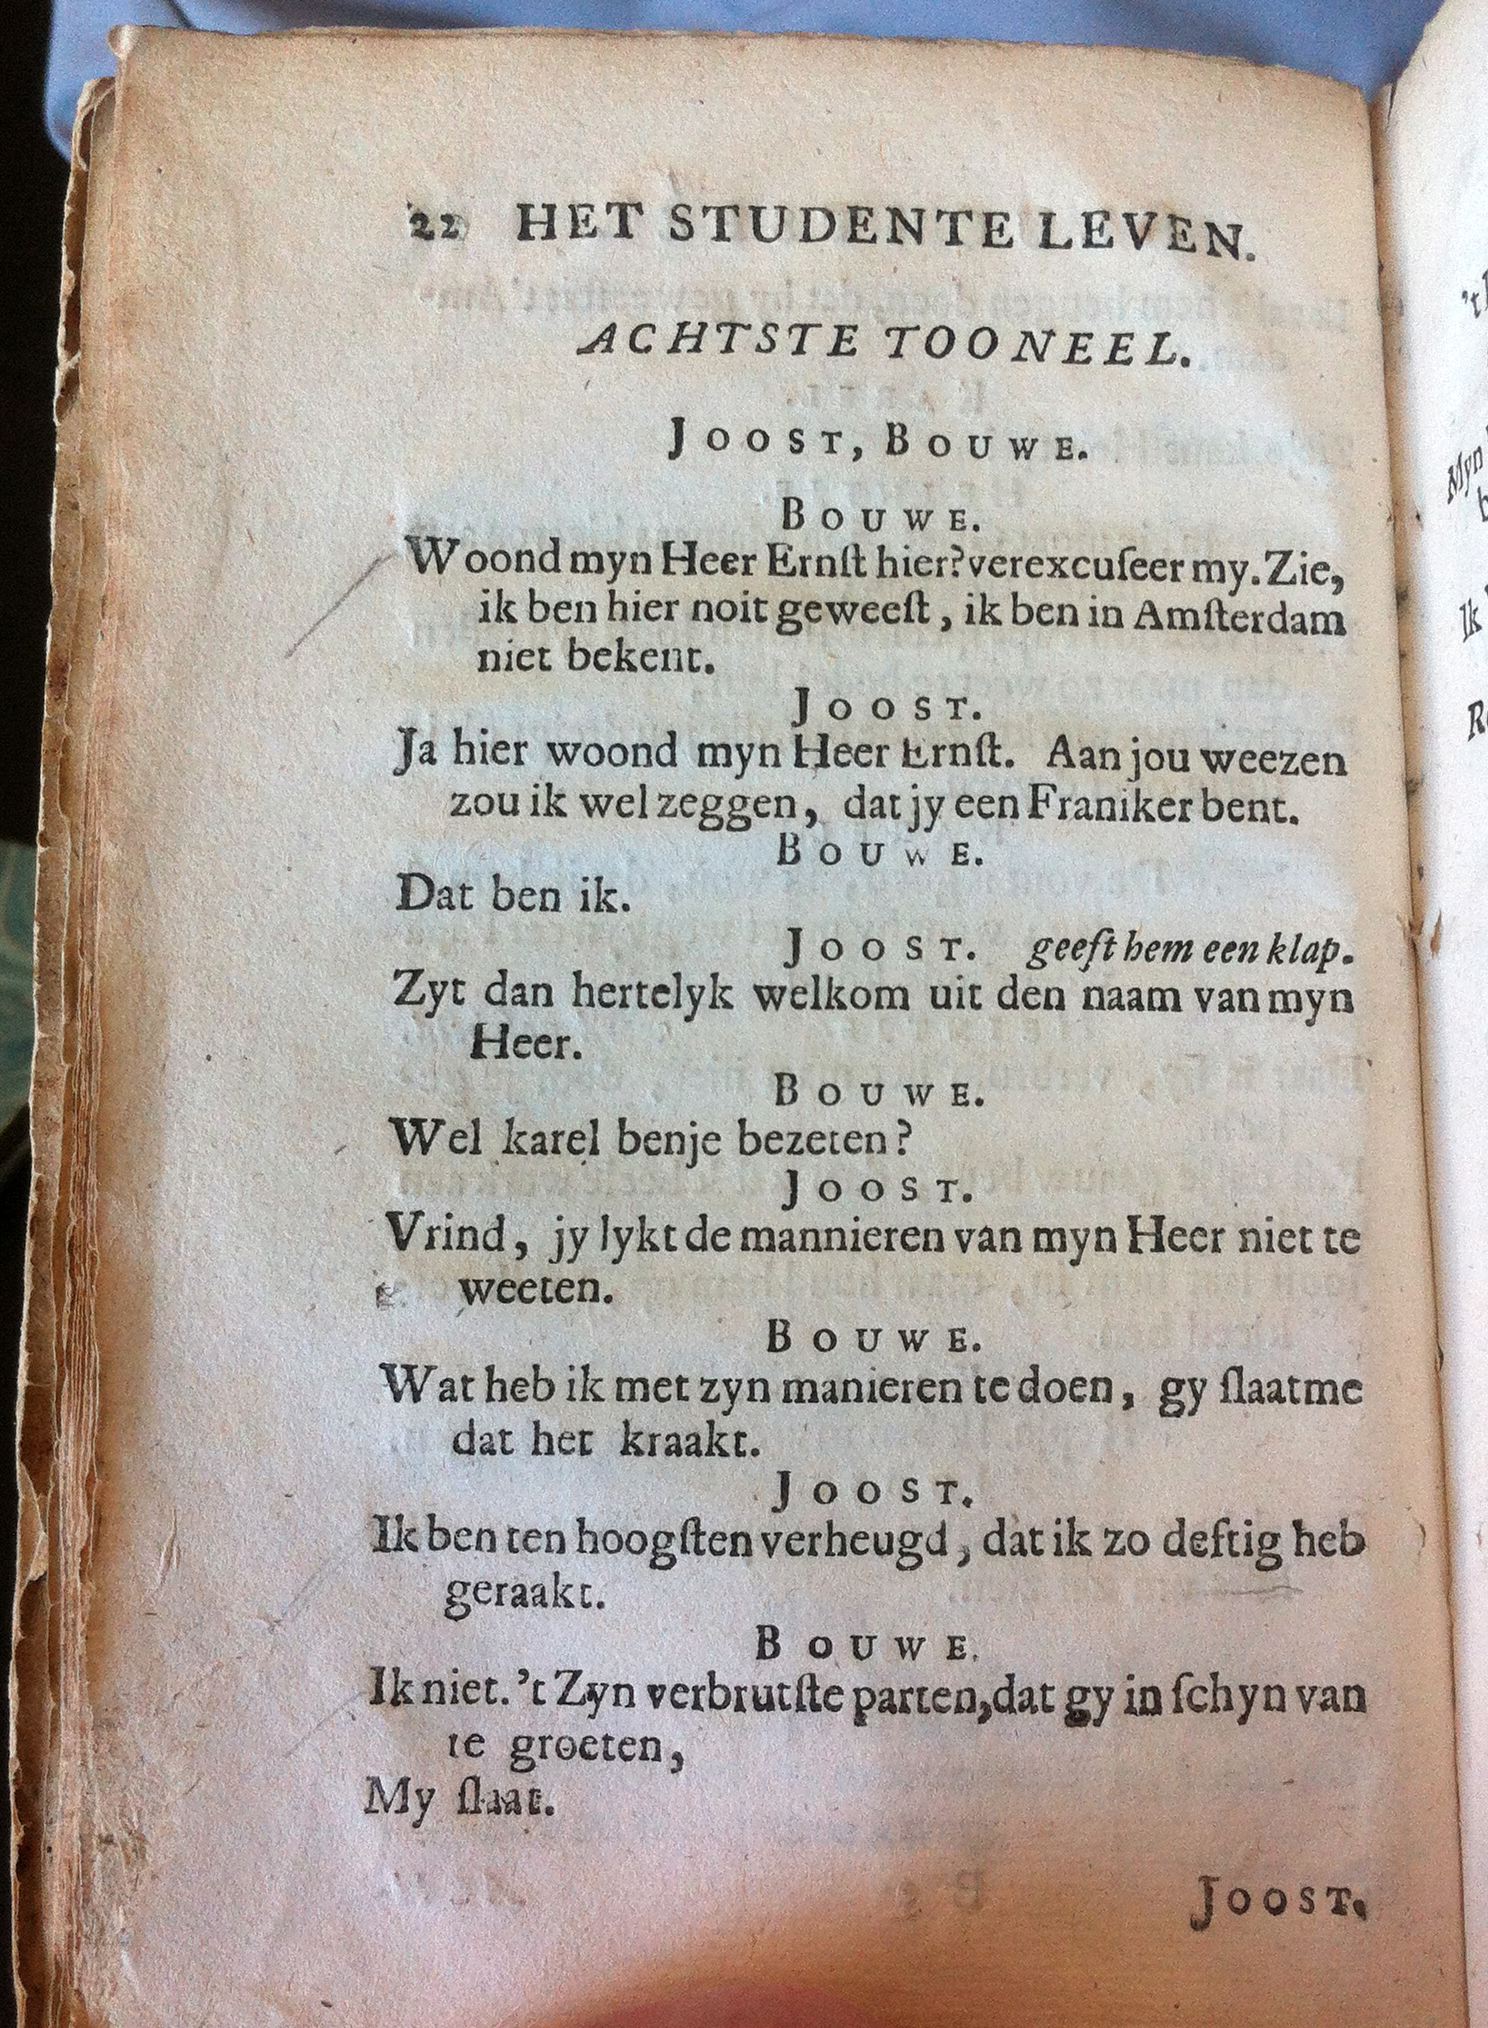 22 HET STUDENTE LEVEN.
ACHTSTE TOONEEL.
JOOST, BOUWE.
BOUWE.
Woond myn Heer Ernſt hier? verexcuſeer my. Zie,
ik ben hier noit geweeſt, ik ben in Amſterdam
niet bekent.
JOOST.
Ja hier woond myn Heer Ernſt. Aan jou weezen
zou ik wel zeggen, dat jy een Franiker bent.
BOUWE.
Dat ben ik.
JOOST. geeft hem een klap.
Zyt dan hertelyk welkom uit den naam van myn
Heer.
BOUWE.
Wel karel benje bezeten?
JOOST.
Vrind, jy lykt de mannieren van myn Heer niet te
weeten.
BOUWE.
Wat heb ik met zyn manieren te doen, gy ſlaatme
dat het kraakt.
JOOST.
Ik ben ten hoogſten verheugd, dat ik zo deftig heb
geraakt.
BOUWE.
Ik niet. 't Zyn verbrutſte parten, dat gy in ſchyn van
te groeten,
My ſlaat.
JOOST.
't
Myn
b
Ik